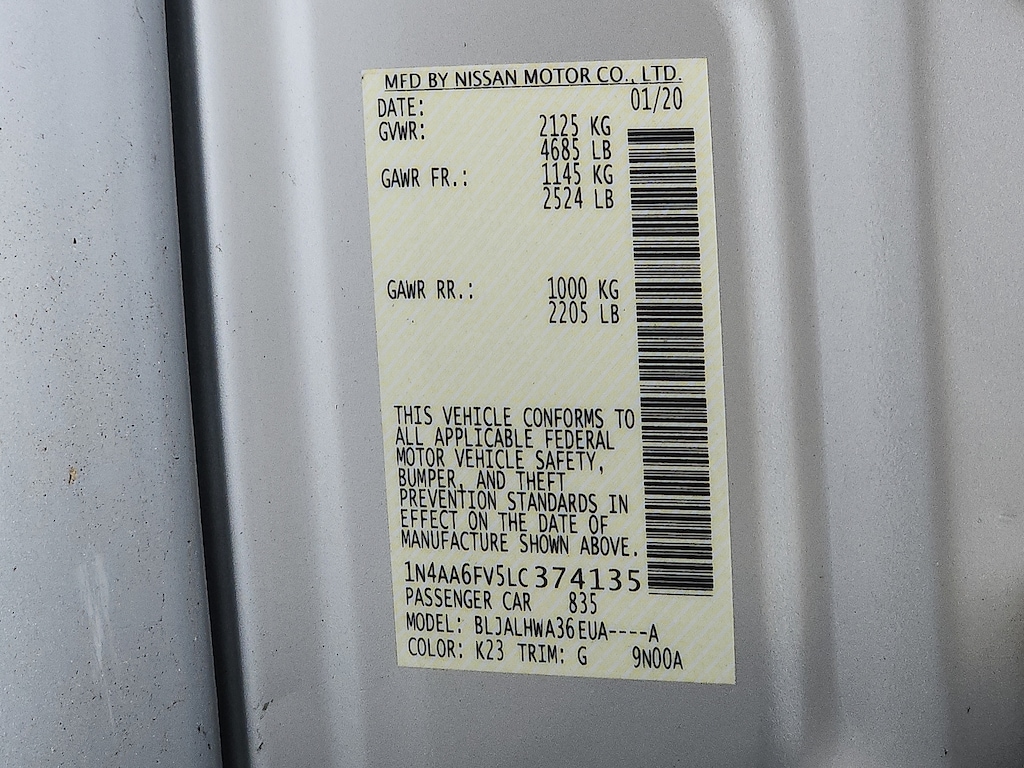 MFD BY NISSAN MOTOR CO., LTD.
DATE: 01/20
GVWR: 2125 KG
4685 LB
GAWR FR.: 1145 KG
2524 LB
GAWR RR.: 1000 KG
2205 LB
THIS VEHICLE CONFORMS TO
ALL APPLICABLE FEDERAL
MOTOR VEHICLE SAFETY,
BUMPER, AND THEFT
PREVENTION STANDARDS IN
EFFECT ON THE DATE OF
MANUFACTURE SHOWN ABOVE.
1N4AA6FV5LC374135
PASSENGER CAR 835
MODEL: BLJALHWA36EUA----A
COLOR: K23 TRIM: G 9N00A